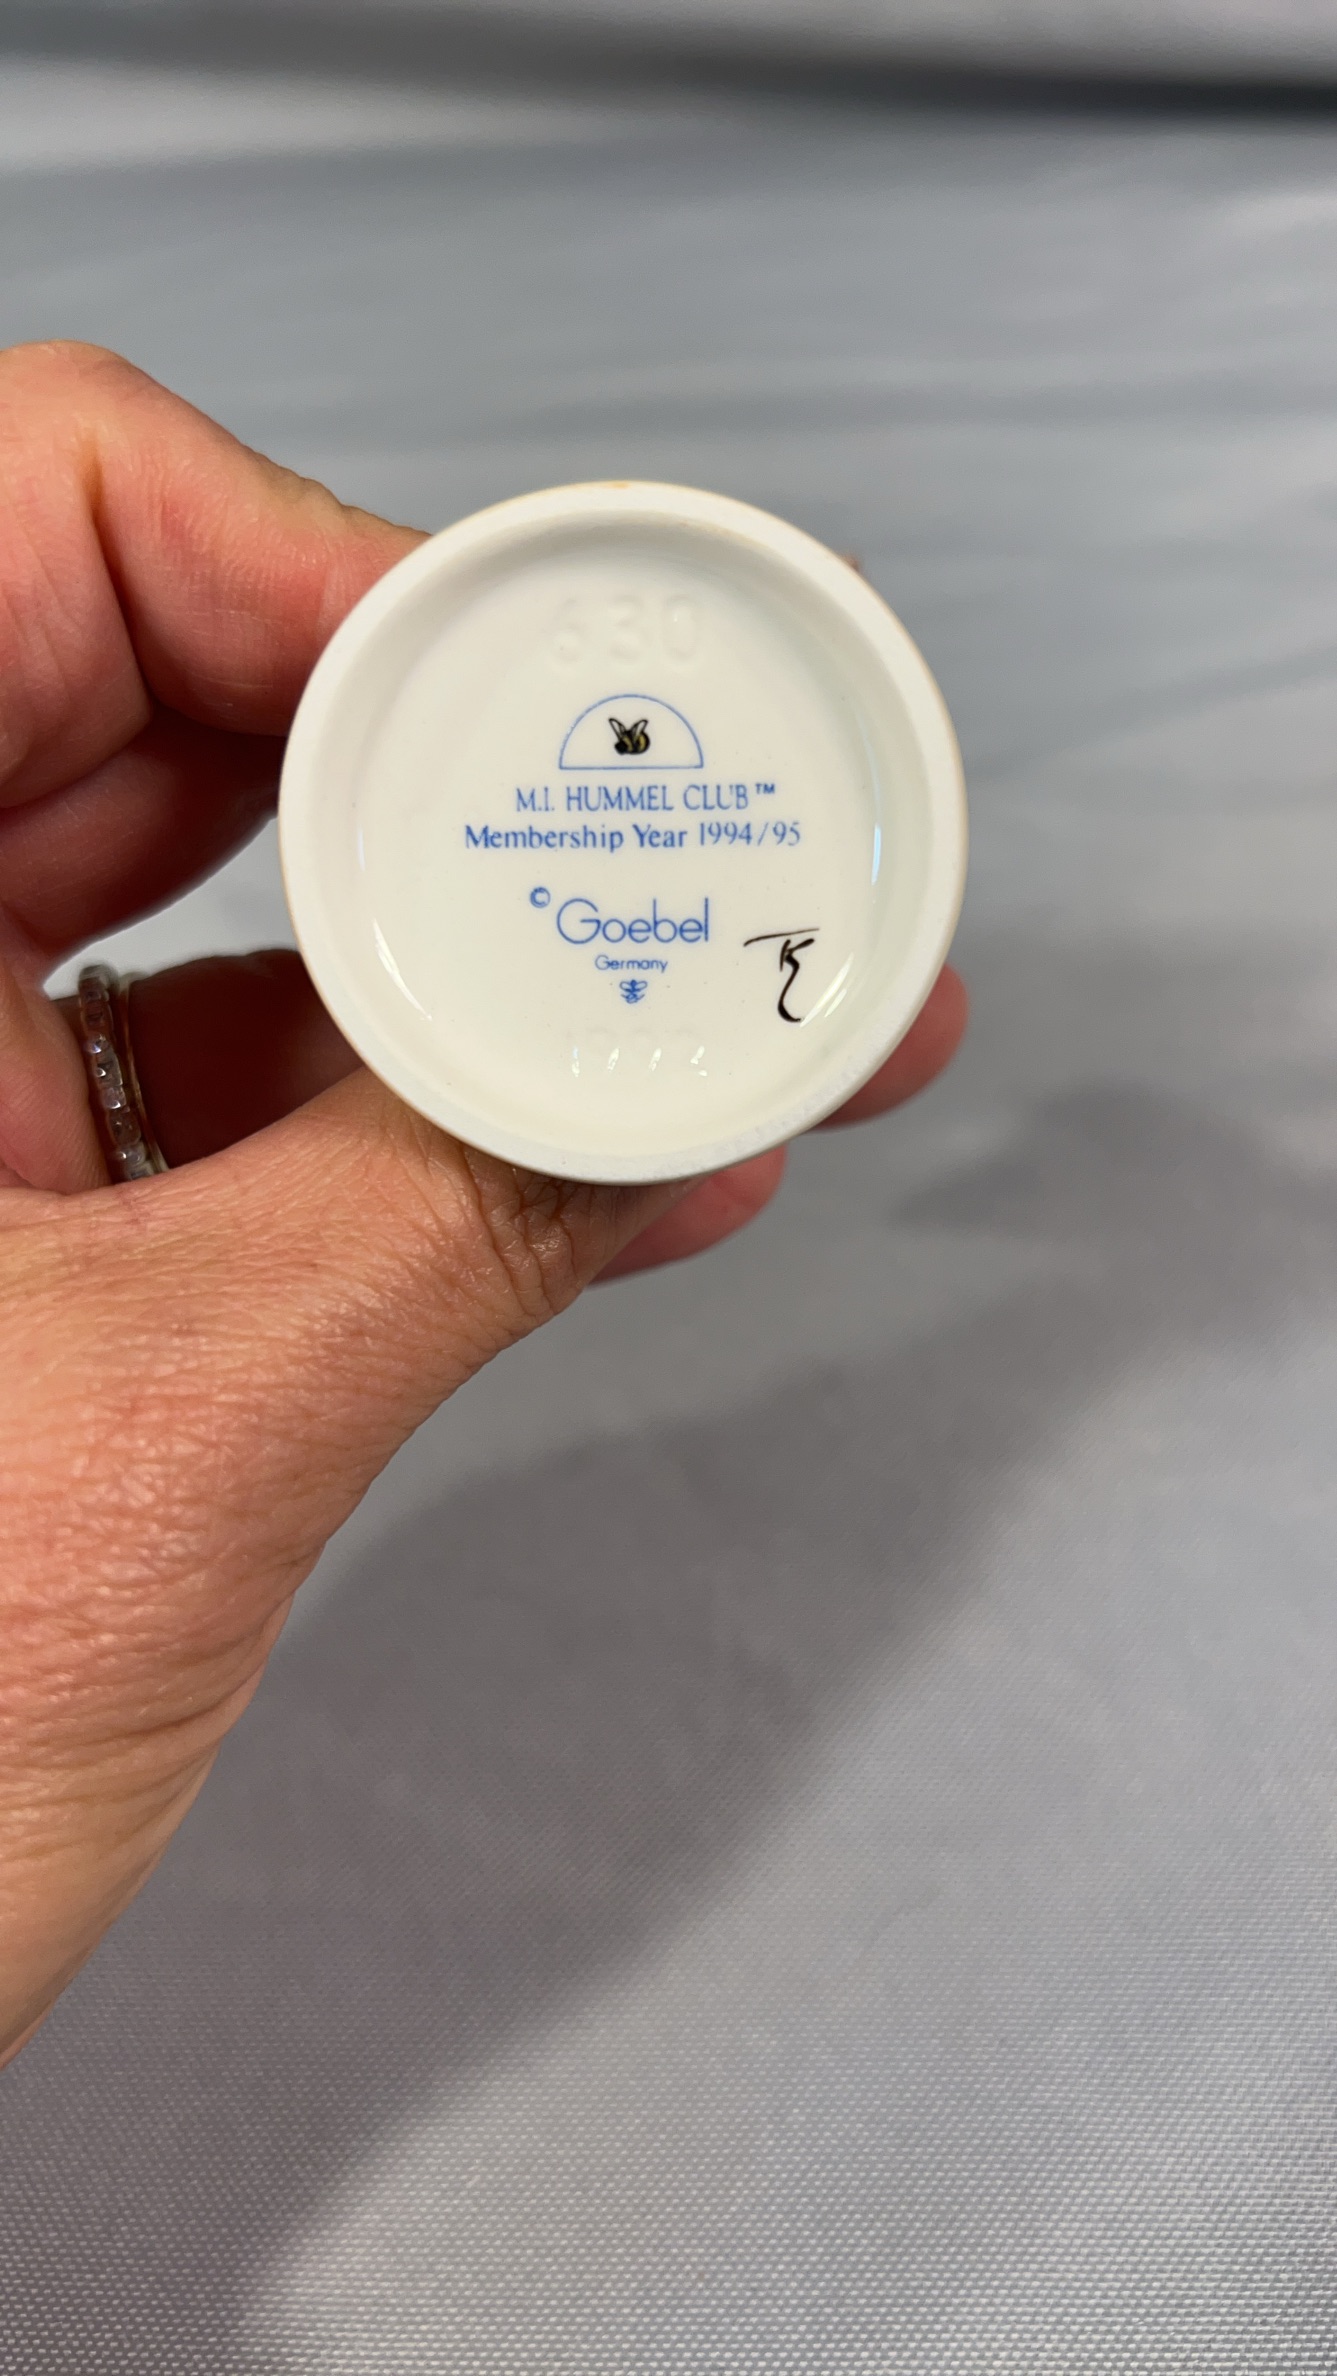 630
M.I. HUMMEL CLUB™
Membership Year 1994/95
© Goebel
Germany